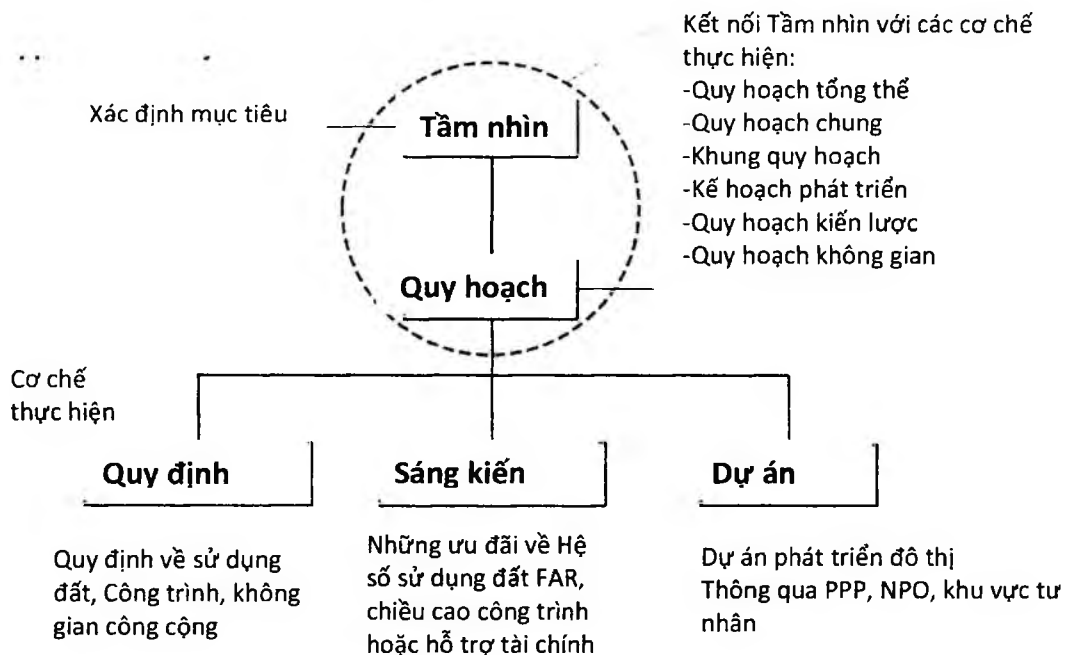 Kết nối Tầm nhìn với các cơ chế
thực hiện:
-Quy hoạch tổng thể
-Quy hoạch chung
-Khung quy hoạch
-Kế hoạch phát triển
-Quy hoạch kiến lược
-Quy hoạch không gian
Xác định mục tiêu
Tầm nhìn
Quy hoạch
Cơ chế
thực hiện
Quy định
Sáng kiến
Dự án
Quy định về sử dụng
đất, Công trình, không
gian công cộng
Những ưu đãi về Hệ
số sử dụng đất FAR,
chiều cao công trình
hoặc hỗ trợ tài chính
Dự án phát triển đô thị
Thông qua PPP, NPO, khu vực tư
nhân